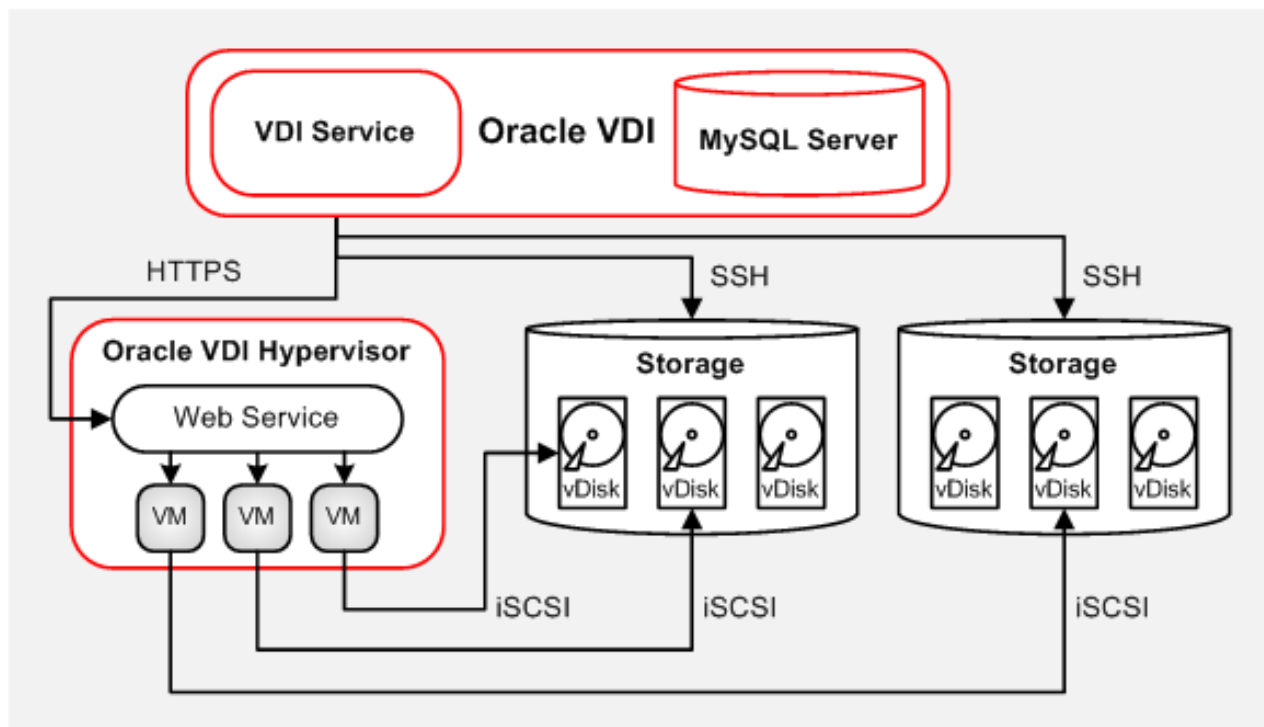 VDI Service
Oracle VDI
MySQL Server
HTTPS
SSH
SSH
Oracle VDI Hypervisor
Web Service
VM
VM
VM
Storage
vDisk
vDisk
vDisk
Storage
vDisk
vDisk
vDisk
iSCSI
iSCSI
iSCSI